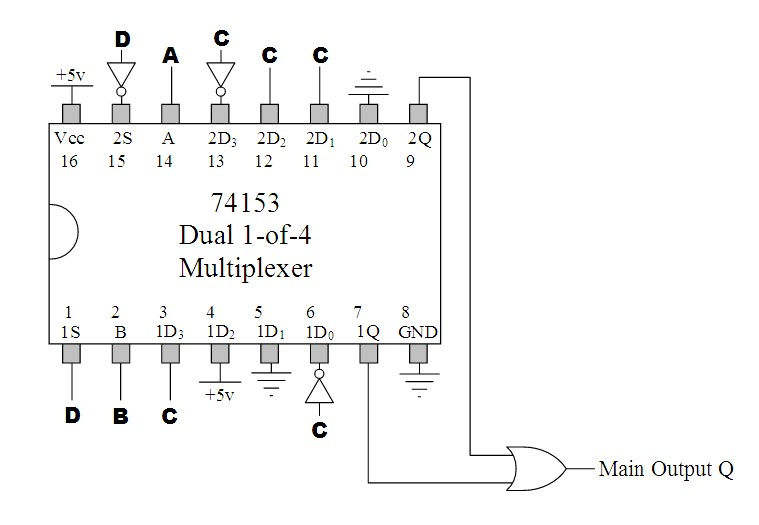 D A C C C
+5v
Vcc 2S A 2D₃ 2D₂ 2D₁ 2D₀ 2Q
16 15 14 13 12 11 10 9
74153
Dual 1-of-4
Multiplexer
1 2 3 4 5 6 7 8
1S B 1D₃ 1D₂ 1D₁ 1D₀ 1Q GND
+5v
D B C
C
Main Output Q